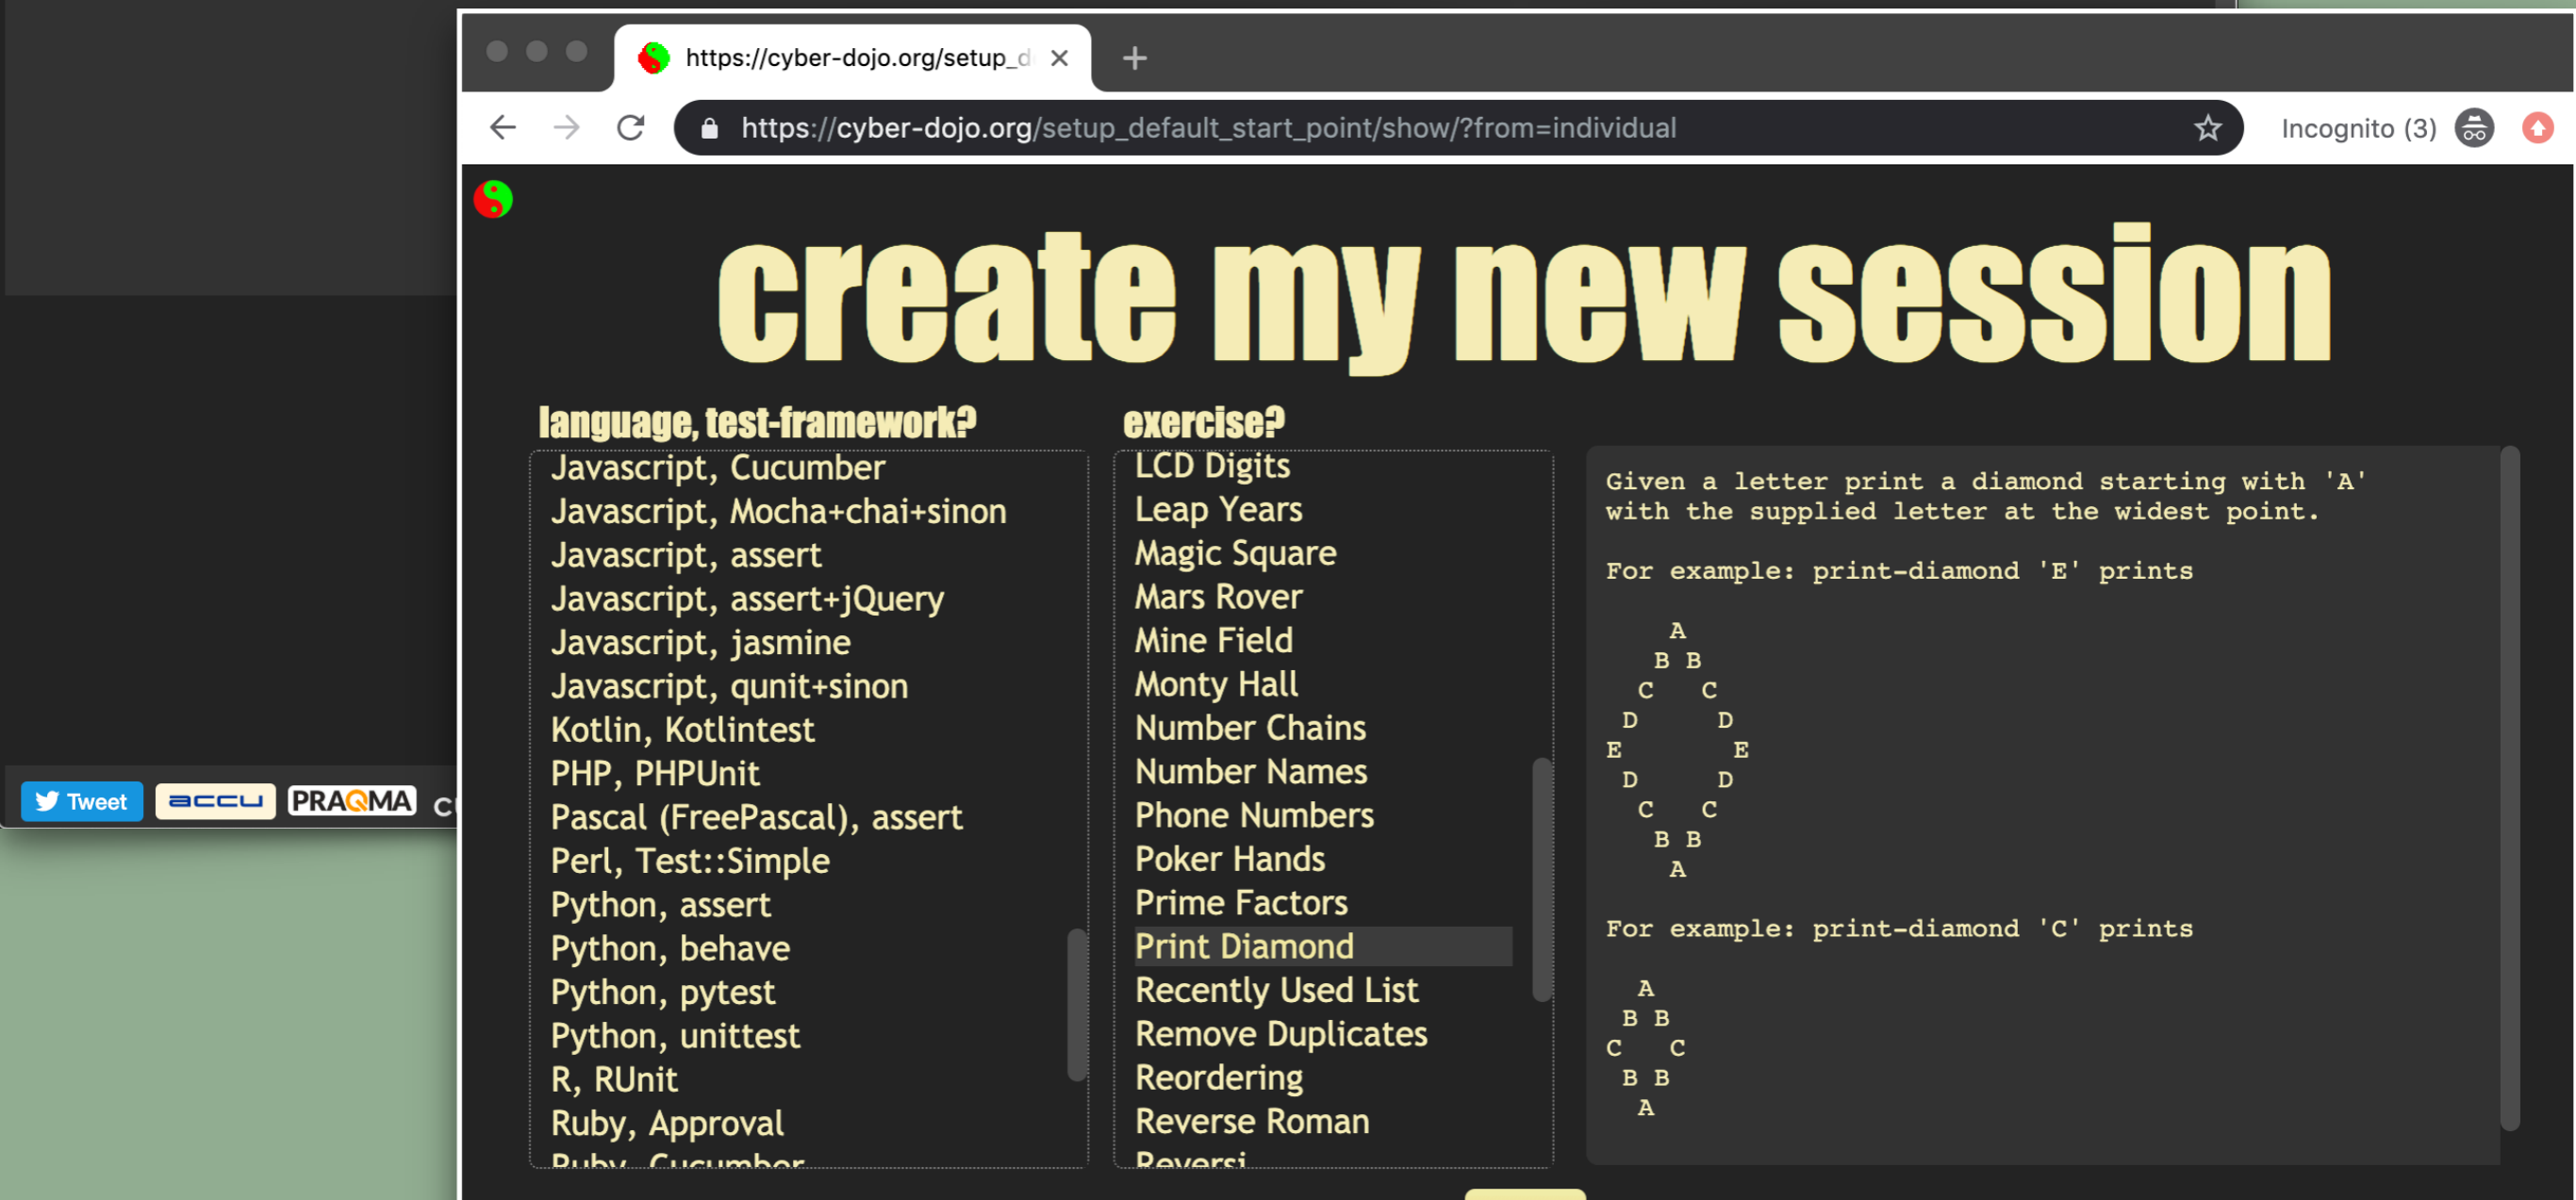 https://cyber-dojo.org/setup_d
https://cyber-dojo.org/setup_default_start_point/show/?from=individual
Incognito (3)
create my new session
language, test-framework?
Javascript, Cucumber
Javascript, Mocha+chai+sinon
Javascript, assert
Javascript, assert+jQuery
Javascript, jasmine
Javascript, qunit+sinon
Kotlin, Kotlintest
PHP, PHPUnit
Pascal (FreePascal), assert
Perl, Test::Simple
Python, assert
Python, behave
Python, pytest
Python, unittest
R, RUnit
Ruby, Approval
Ruby, Cucumber
exercise?
LCD Digits
Leap Years
Magic Square
Mars Rover
Mine Field
Monty Hall
Number Chains
Number Names
Phone Numbers
Poker Hands
Prime Factors
Print Diamond
Recently Used List
Remove Duplicates
Reordering
Reverse Roman
Reversi
Given a letter print a diamond starting with 'A'
with the supplied letter at the widest point.
For example: print-diamond 'E' prints
    A
   B B
  C   C
 D     D
E       E
 D     D
  C   C
   B B
    A
For example: print-diamond 'C' prints
  A
 B B
C   C
 B B
  A
Tweet
accu
PRAQMA